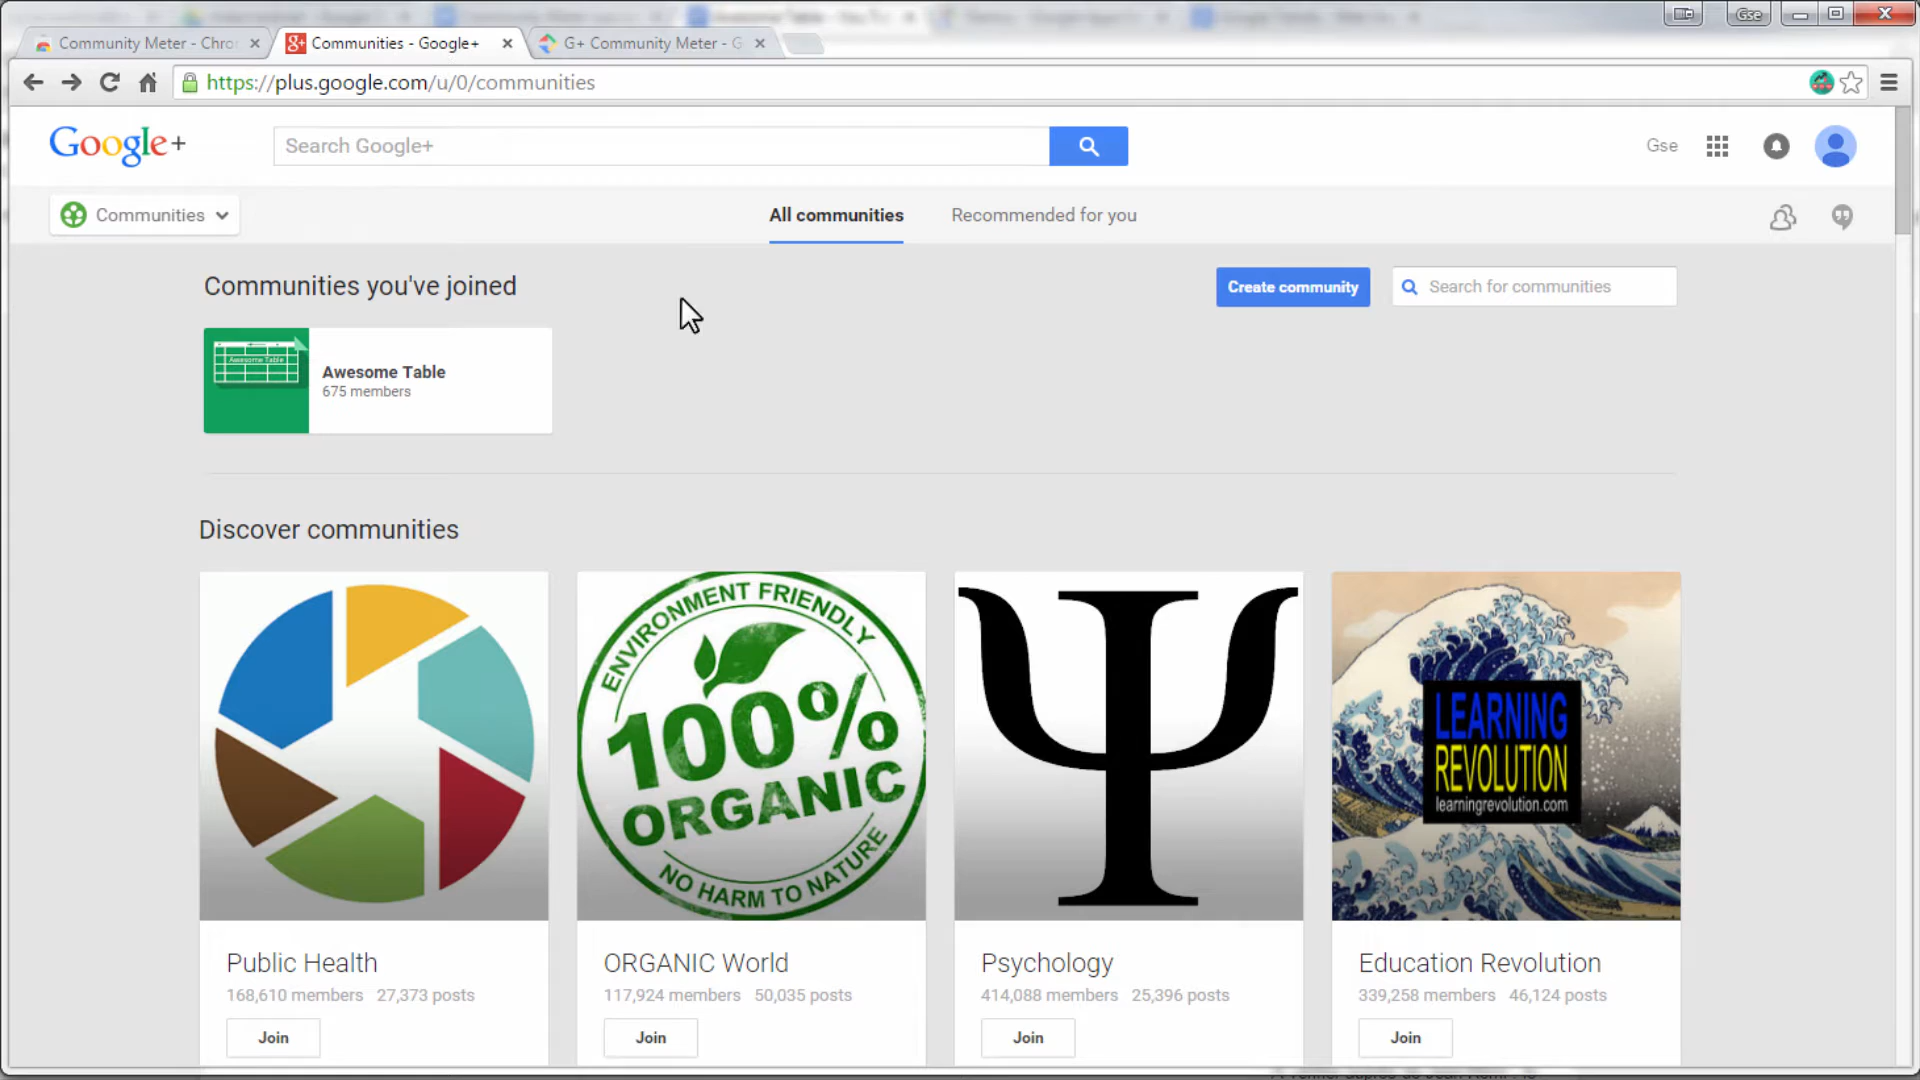 Gse
Community Meter - Chro
Communities - Google+
G+ Community Meter - G
https://plus.google.com/u/0/communities
Google+
Search Google+
Gse
Communities
All communities
Recommended for you
Communities you've joined
Create community
Search for communities
Awesome Table
Awesome Table
675 members
Discover communities
ENVIRONMENT FRIENDLY
100%
ORGANIC
NO HARM TO NATURE
Ψ
LEARNING
REVOLUTION
learningrevolution.com
Public Health
168,610 members 27,373 posts
Join
ORGANIC World
117,924 members 50,035 posts
Join
Psychology
414,088 members 25,396 posts
Join
Education Revolution
339,258 members 46,124 posts
Join